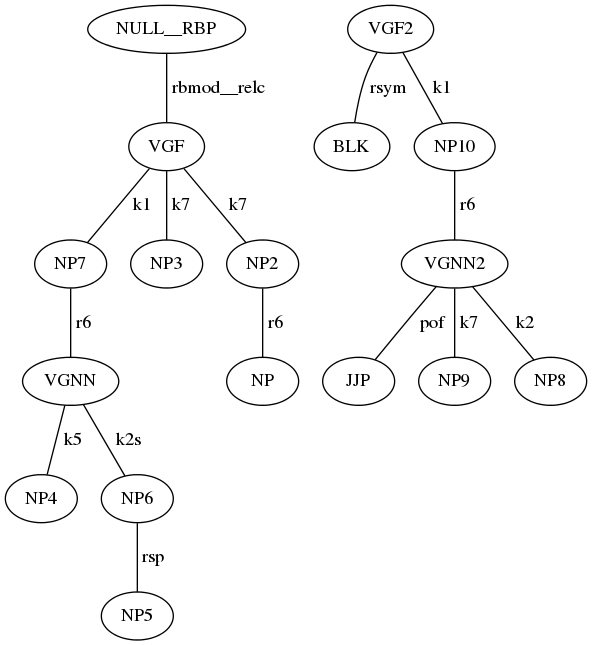 NULL__RBP VGF2
rbmod__relc rsym k1
VGF BLK NP10
k1 k7 k7 r6
NP7 NP3 NP2 VGNN2
r6 r6 pof k7 k2
VGNN NP JJP NP9 NP8
k5 k2s
NP4 NP6
rsp
NP5